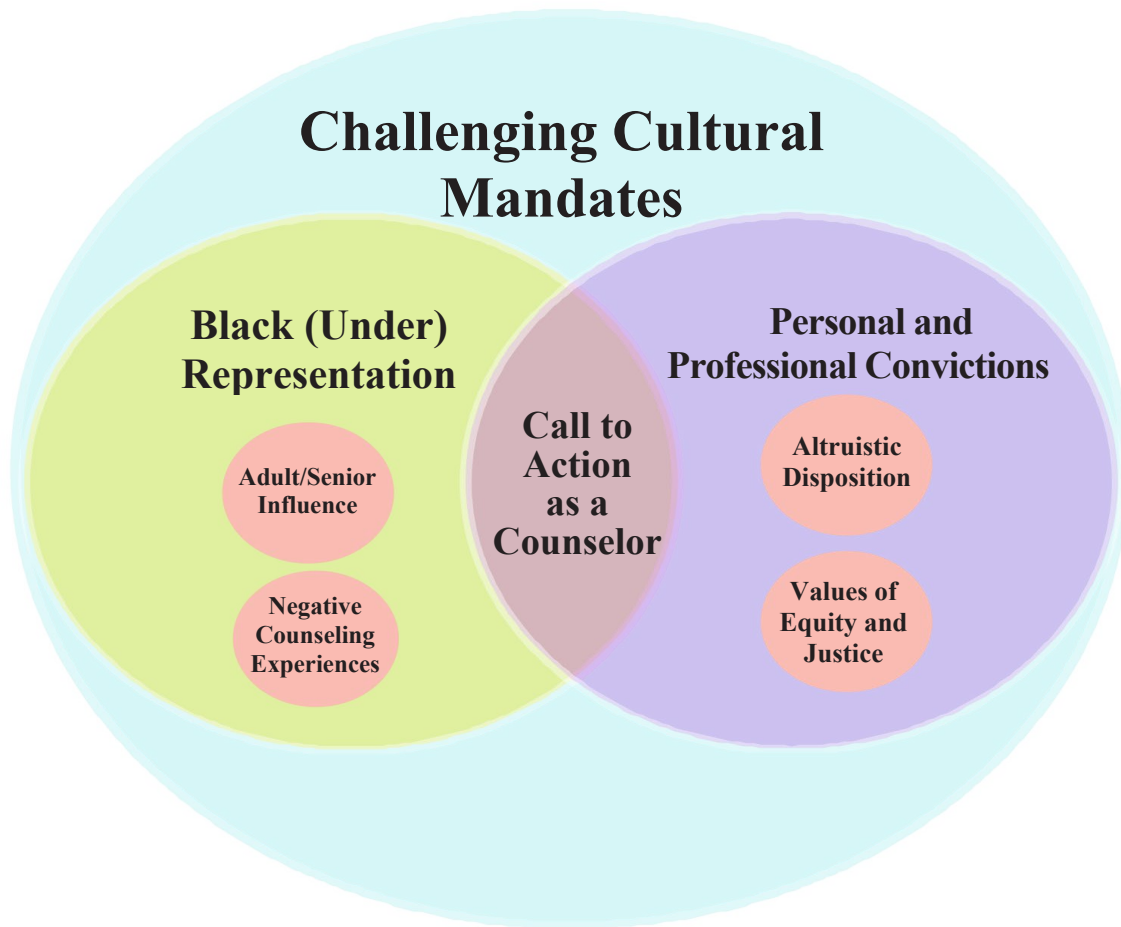 Challenging Cultural
Mandates
Black (Under)
Representation
Adult/Senior
Influence
Negative
Counseling
Experiences
Call to
Action
as a
Counselor
Personal and
Professional Convictions
Altruistic
Disposition
Values of
Equity and
Justice